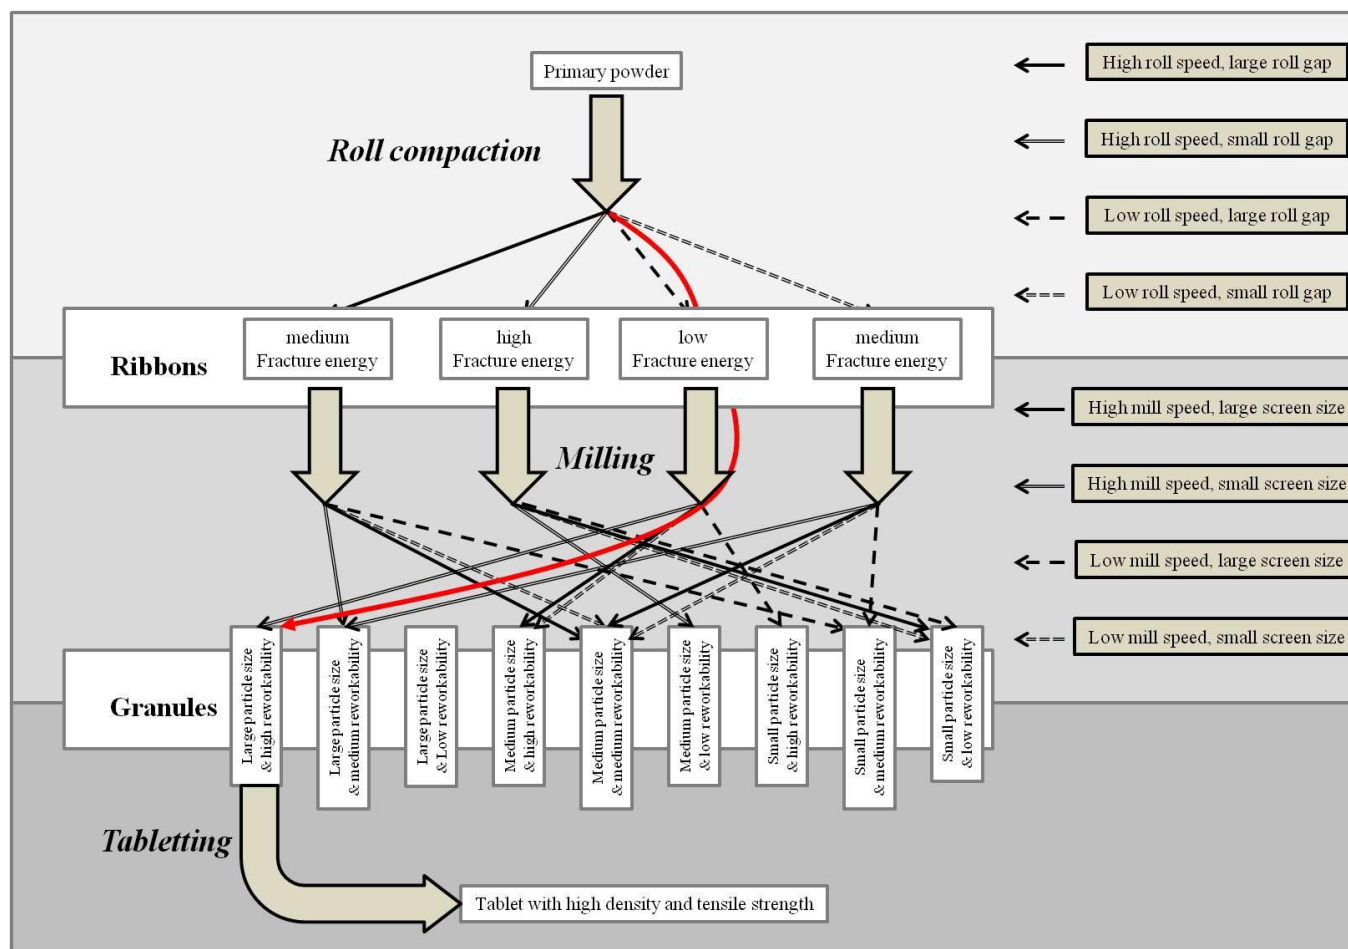 Primary powder
Roll compaction
High roll speed, large roll gap
High roll speed, small roll gap
Low roll speed, large roll gap
Low roll speed, small roll gap
Ribbons
medium
Fracture energy
high
Fracture energy
low
Fracture energy
medium
Fracture energy
Milling
High mill speed, large screen size
High mill speed, small screen size
Low mill speed, large screen size
Low mill speed, small screen size
Granules
Large particle size
& high reworkability
Large particle size
& medium reworkability
Large particle size
& Low reworkability
Medium particle size
& high reworkability
Medium particle size
& medium reworkability
Medium particle size
& low reworkability
Small particle size
& high reworkability
Small particle size
& medium reworkability
Small particle size
& low reworkability
Tabletting
Tablet with high density and tensile strength